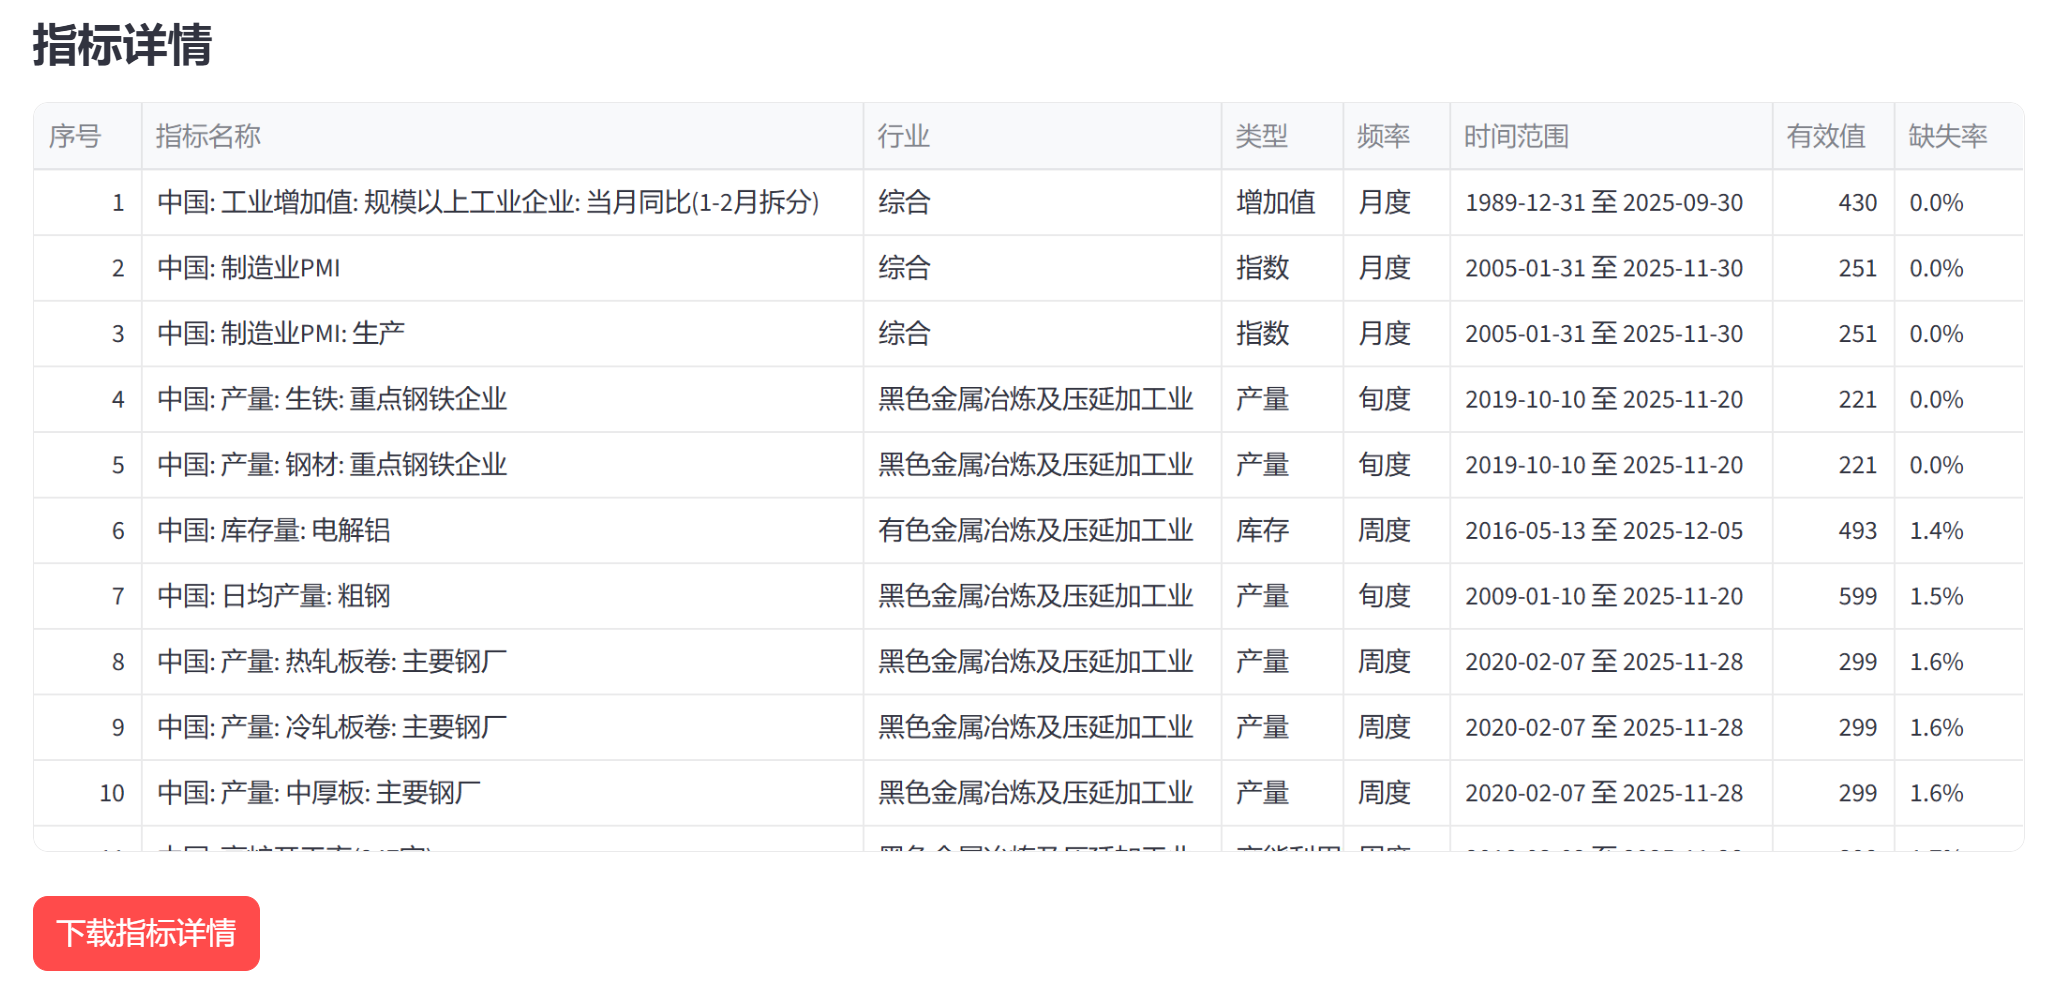 指标详情
序号 指标名称 行业 类型 频率 时间范围 有效值 缺失率
1 中国: 工业增加值: 规模以上工业企业: 当月同比(1-2月拆分) 综合 增加值 月度 1989-12-31 至 2025-09-30 430 0.0%
2 中国: 制造业PMI 综合 指数 月度 2005-01-31 至 2025-11-30 251 0.0%
3 中国: 制造业PMI: 生产 综合 指数 月度 2005-01-31 至 2025-11-30 251 0.0%
4 中国: 产量: 生铁: 重点钢铁企业 黑色金属冶炼及压延加工业 产量 旬度 2019-10-10 至 2025-11-20 221 0.0%
5 中国: 产量: 钢材: 重点钢铁企业 黑色金属冶炼及压延加工业 产量 旬度 2019-10-10 至 2025-11-20 221 0.0%
6 中国: 库存量: 电解铝 有色金属冶炼及压延加工业 库存 周度 2016-05-13 至 2025-12-05 493 1.4%
7 中国: 日均产量: 粗钢 黑色金属冶炼及压延加工业 产量 旬度 2009-01-10 至 2025-11-20 599 1.5%
8 中国: 产量: 热轧板卷: 主要钢厂 黑色金属冶炼及压延加工业 产量 周度 2020-02-07 至 2025-11-28 299 1.6%
9 中国: 产量: 冷轧板卷: 主要钢厂 黑色金属冶炼及压延加工业 产量 周度 2020-02-07 至 2025-11-28 299 1.6%
10 中国: 产量: 中厚板: 主要钢厂 黑色金属冶炼及压延加工业 产量 周度 2020-02-07 至 2025-11-28 299 1.6%
下载指标详情